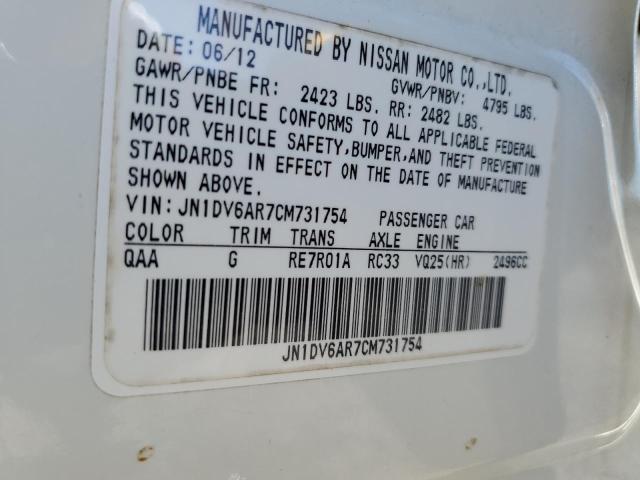 MANUFACTURED BY NISSAN MOTOR CO.,LTD.
DATE: 06/12 GVWR/PNBV: 4795 LBS.
GAWR/PNBE FR: 2423 LBS. RR: 2482 LBS.
THIS VEHICLE CONFORMS TO ALL APPLICABLE FEDERAL
MOTOR VEHICLE SAFETY,BUMPER,AND THEFT PREVENTION
STANDARDS IN EFFECT ON THE DATE OF MANUFACTURE
SHOWN ABOVE.
VIN: JN1DV6AR7CM731754 PASSENGER CAR
COLOR TRIM TRANS AXLE ENGINE
QAA G RE7R01A RC33 VQ25(HR) 2496CC
JN1DV6AR7CM731754